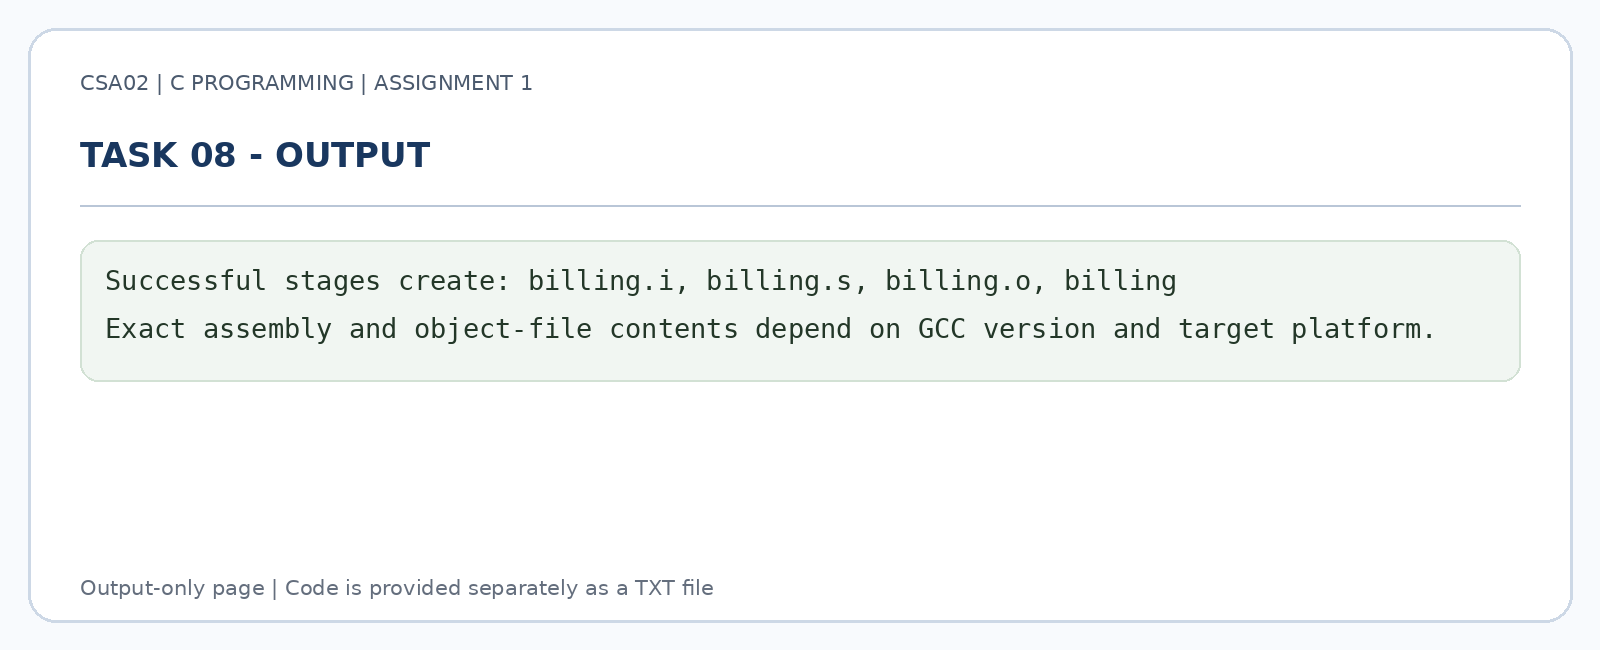 CSA02 | C PROGRAMMING | ASSIGNMENT 1
TASK 08 - OUTPUT
Successful stages create: billing.i, billing.s, billing.o, billing
Exact assembly and object-file contents depend on GCC version and target platform.
Output-only page | Code is provided separately as a TXT file